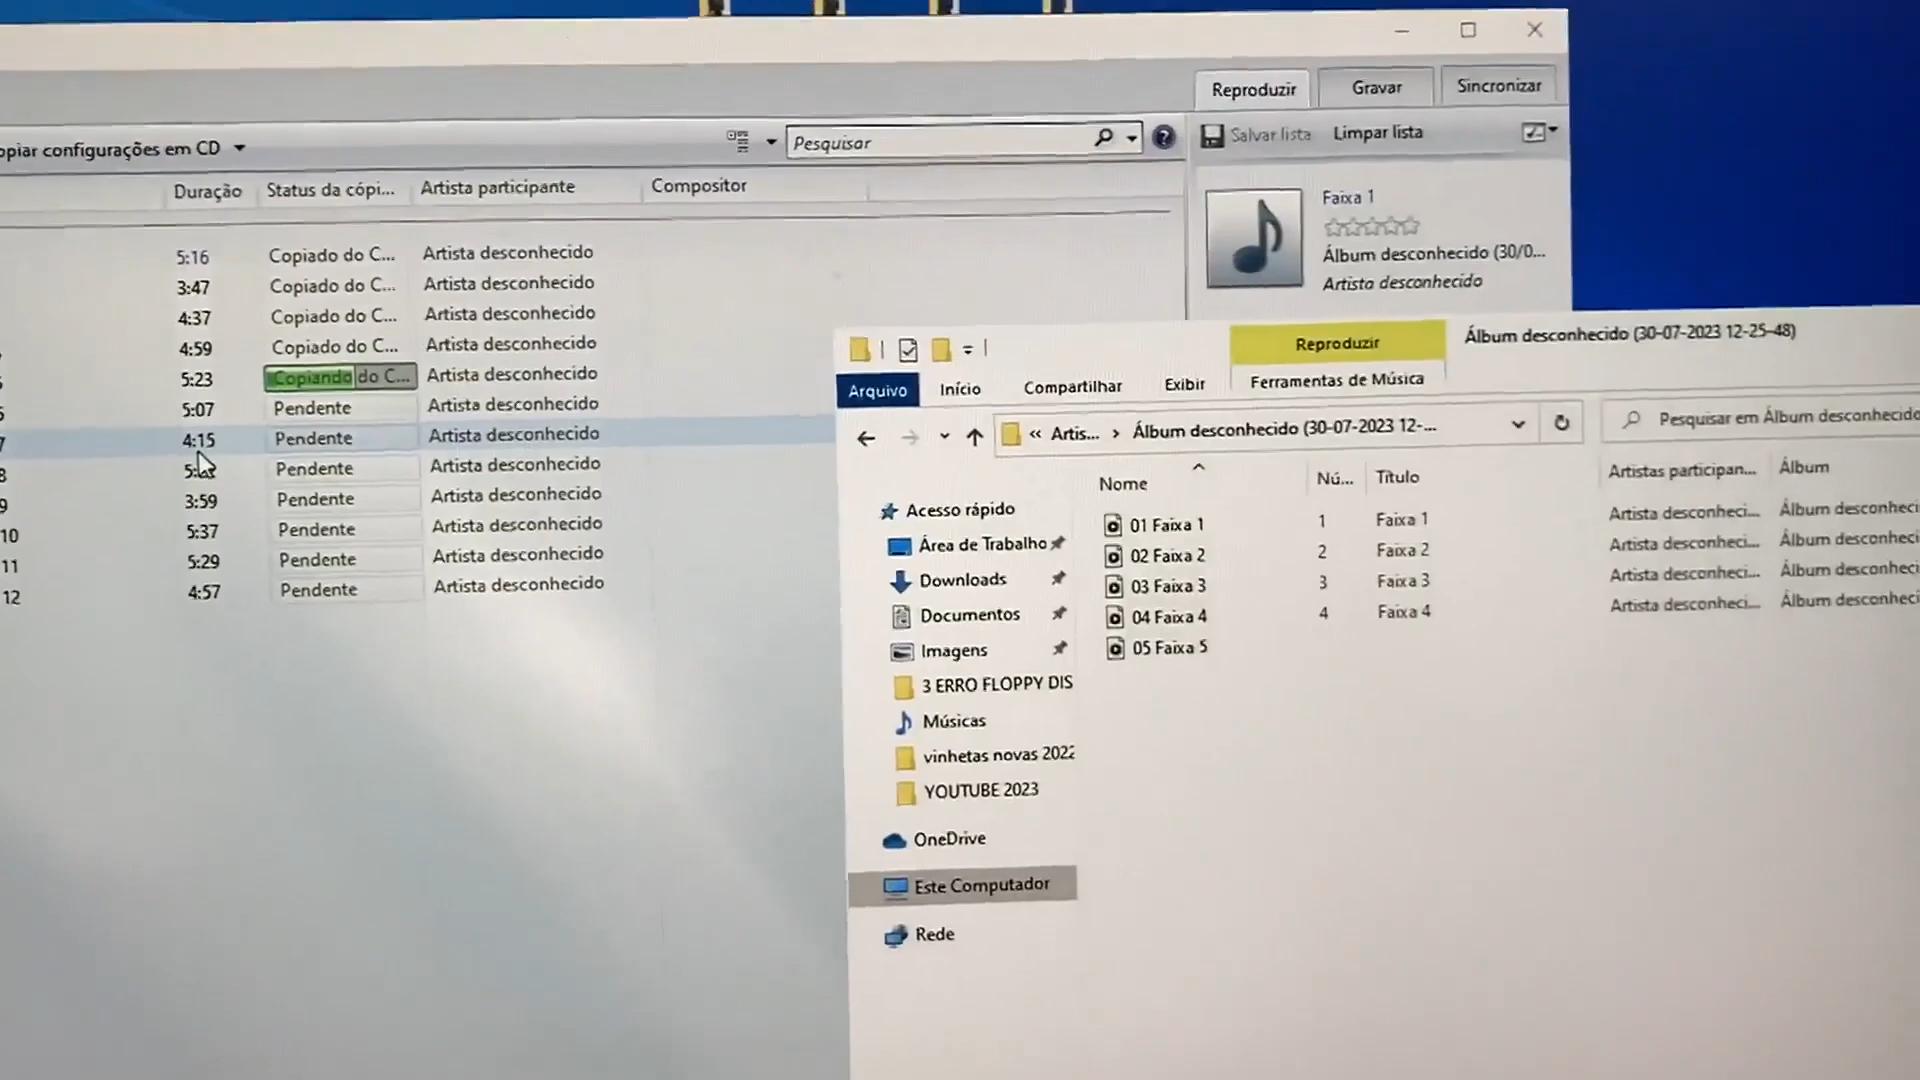 Reproduzir
Gravar
Sincronizar
opiar configurações em CD
Pesquisar
Salvar lista
Limpar lista
Duração
Status da cópi...
Artista participante
Compositor
Faixa 1
Álbum desconhecido (30/0...
Artista desconhecido
5:16 Copiado do C... Artista desconhecido
3:47 Copiado do C... Artista desconhecido
4:37 Copiado do C... Artista desconhecido
4:59 Copiado do C... Artista desconhecido
5:23 Copiando do C... Artista desconhecido
5:07 Pendente Artista desconhecido
7 4:15 Pendente Artista desconhecido
8 Pendente Artista desconhecido
9 3:59 Pendente Artista desconhecido
10 5:37 Pendente Artista desconhecido
11 5:29 Pendente Artista desconhecido
12 4:57 Pendente Artista desconhecido
Reproduzir
Álbum desconhecido (30-07-2023 12-25-48)
Arquivo
Início
Compartilhar
Exibir
Ferramentas de Música
« Artis... › Álbum desconhecido (30-07-2023 12-...
Pesquisar em Álbum desconhecido
Nome
Nú...
Título
Artistas participan...
Álbum
01 Faixa 1 1 Faixa 1 Artista desconheci... Álbum desconheci
02 Faixa 2 2 Faixa 2 Artista desconheci... Álbum desconheci
03 Faixa 3 3 Faixa 3 Artista desconheci... Álbum desconheci
04 Faixa 4 4 Faixa 4 Artista desconheci... Álbum desconheci
05 Faixa 5
Acesso rápido
Área de Trabalho
Downloads
Documentos
Imagens
3 ERRO FLOPPY DIS
Músicas
vinhetas novas 2022
YOUTUBE 2023
OneDrive
Este Computador
Rede